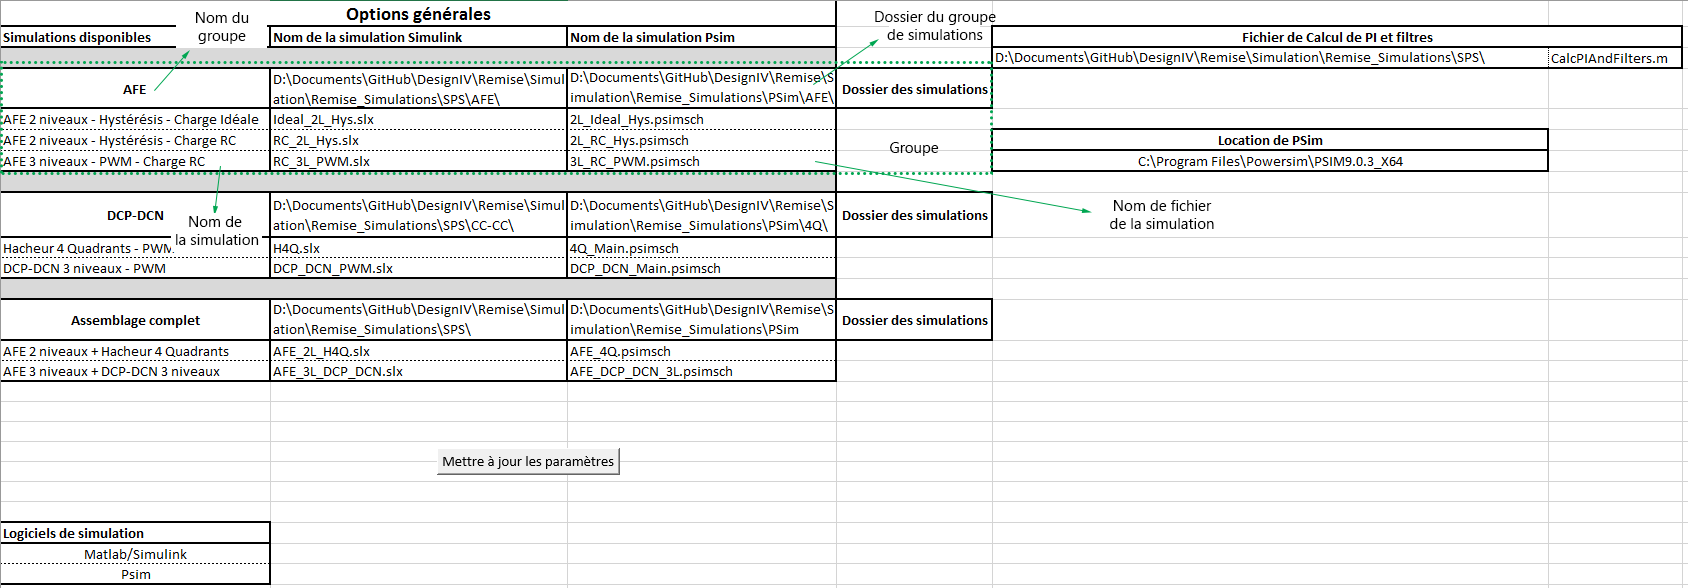 Options générales
Nom du
groupe
Dossier du groupe
de simulations
Simulations disponibles
Nom de la simulation Simulink
Nom de la simulation Psim
Fichier de Calcul de PI et filtres
D:\Documents\GitHub\DesignIV\Remise\Simulation\Remise_Simulations\SPS\
CalcPIAndFilters.m
AFE
D:\Documents\GitHub\DesignIV\Remise\Simul
ation\Remise_Simulations\SPS\AFE\
D:\Documents\GitHub\DesignIV\Remise\S
imulation\Remise_Simulations\PSim\AFE\
Dossier des simulations
AFE 2 niveaux - Hystérésis - Charge Idéale
Ideal_2L_Hys.slx
2L_Ideal_Hys.psimsch
AFE 2 niveaux - Hystérésis - Charge RC
RC_2L_Hys.slx
2L_RC_Hys.psimsch
Groupe
Location de PSim
AFE 3 niveaux - PWM - Charge RC
RC_3L_PWM.slx
3L_RC_PWM.psimsch
C:\Program Files\Powersim\PSIM9.0.3_X64
DCP-DCN
D:\Documents\GitHub\DesignIV\Remise\Simul
ation\Remise_Simulations\SPS\CC-CC\
D:\Documents\GitHub\DesignIV\Remise\S
imulation\Remise_Simulations\PSim\4Q\
Dossier des simulations
Nom de fichier
de la simulation
Nom de
la simulation
Hacheur 4 Quadrants - PWM
H4Q.slx
4Q_Main.psimsch
DCP-DCN 3 niveaux - PWM
DCP_DCN_PWM.slx
DCP_DCN_Main.psimsch
Assemblage complet
D:\Documents\GitHub\DesignIV\Remise\Simul
ation\Remise_Simulations\SPS\
D:\Documents\GitHub\DesignIV\Remise\S
imulation\Remise_Simulations\PSim
Dossier des simulations
AFE 2 niveaux + Hacheur 4 Quadrants
AFE_2L_H4Q.slx
AFE_4Q.psimsch
AFE 3 niveaux + DCP-DCN 3 niveaux
AFE_3L_DCP_DCN.slx
AFE_DCP_DCN_3L.psimsch
Mettre à jour les paramètres
Logiciels de simulation
Matlab/Simulink
Psim